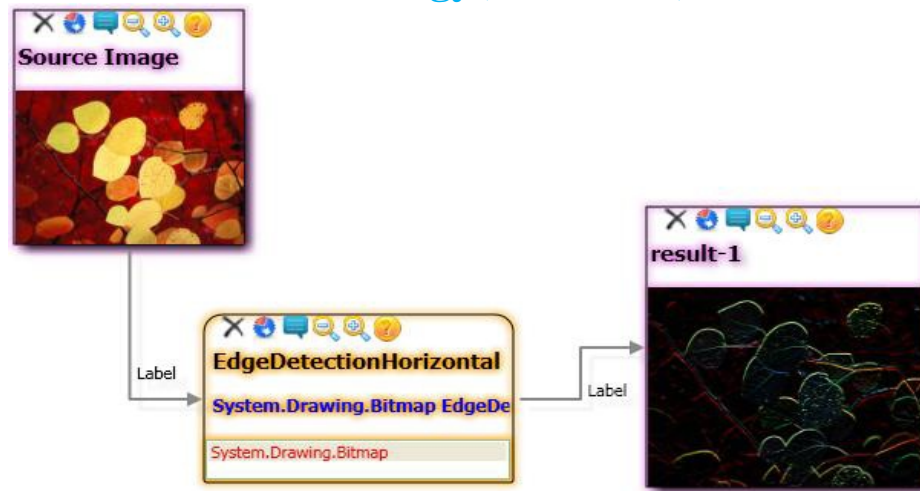 Source Image
result-1
EdgeDetectionHorizontal
Label
System.Drawing.Bitmap EdgeDe
Label
System.Drawing.Bitmap